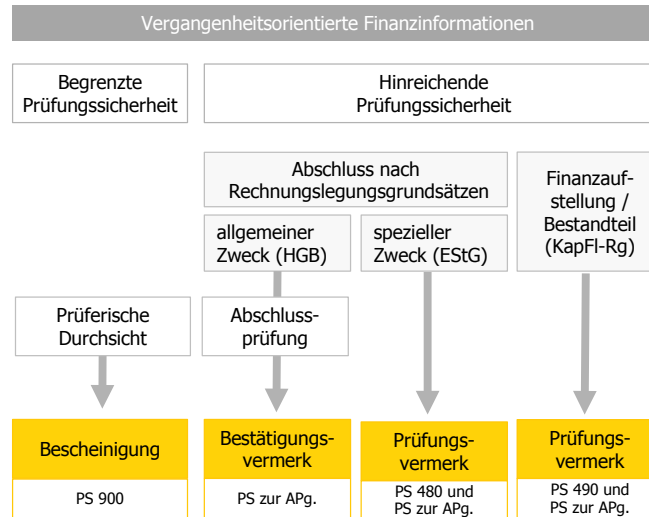 Vergangenheitsorientierte Finanzinformationen
Begrenzte
Prüfungssicherheit
Hinreichende
Prüfungssicherheit
Abschluss nach
Rechnungslegungsgrundsätzen
Finanzauf-
stellung /
Bestandteil
(KapFl-Rg)
allgemeiner
Zweck (HGB)
spezieller
Zweck (EStG)
Prüferische
Durchsicht
Abschluss-
prüfung
Bescheinigung
Bestätigungs-
vermerk
Prüfungs-
vermerk
Prüfungs-
vermerk
PS 900
PS zur APg.
PS 480 und
PS zur APg.
PS 490 und
PS zur APg.